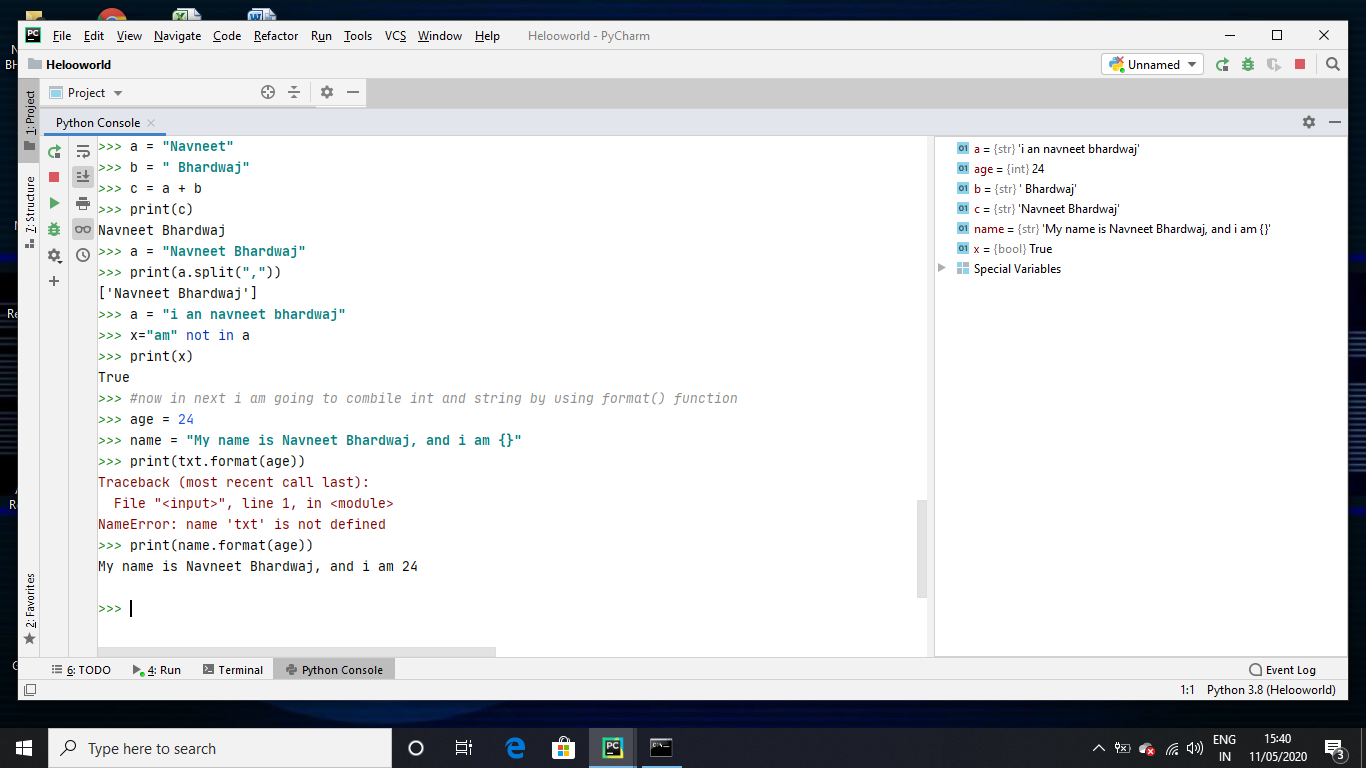 File Edit View Navigate Code Refactor Run Tools VCS Window Help Helooworld - PyCharm
Helooworld
Unnamed
Project
1: Project
7: Structure
2: Favorites
Python Console
>>> a = "Navneet"
>>> b = " Bhardwaj"
>>> c = a + b
>>> print(c)
Navneet Bhardwaj
>>> a = "Navneet Bhardwaj"
>>> print(a.split(","))
['Navneet Bhardwaj']
>>> a = "i an navneet bhardwaj"
>>> x="am" not in a
>>> print(x)
True
>>> #now in next i am going to combile int and string by using format() function
>>> age = 24
>>> name = "My name is Navneet Bhardwaj, and i am {}"
>>> print(txt.format(age))
Traceback (most recent call last):
  File "<input>", line 1, in <module>
NameError: name 'txt' is not defined
>>> print(name.format(age))
My name is Navneet Bhardwaj, and i am 24
>>>
01 a = {str} 'i an navneet bhardwaj'
01 age = {int} 24
01 b = {str} ' Bhardwaj'
01 c = {str} 'Navneet Bhardwaj'
01 name = {str} 'My name is Navneet Bhardwaj, and i am {}'
01 x = {bool} True
Special Variables
6: TODO 4: Run Terminal Python Console Event Log
1:1 Python 3.8 (Helooworld)
Type here to search
ENG
IN
15:40
11/05/2020
3